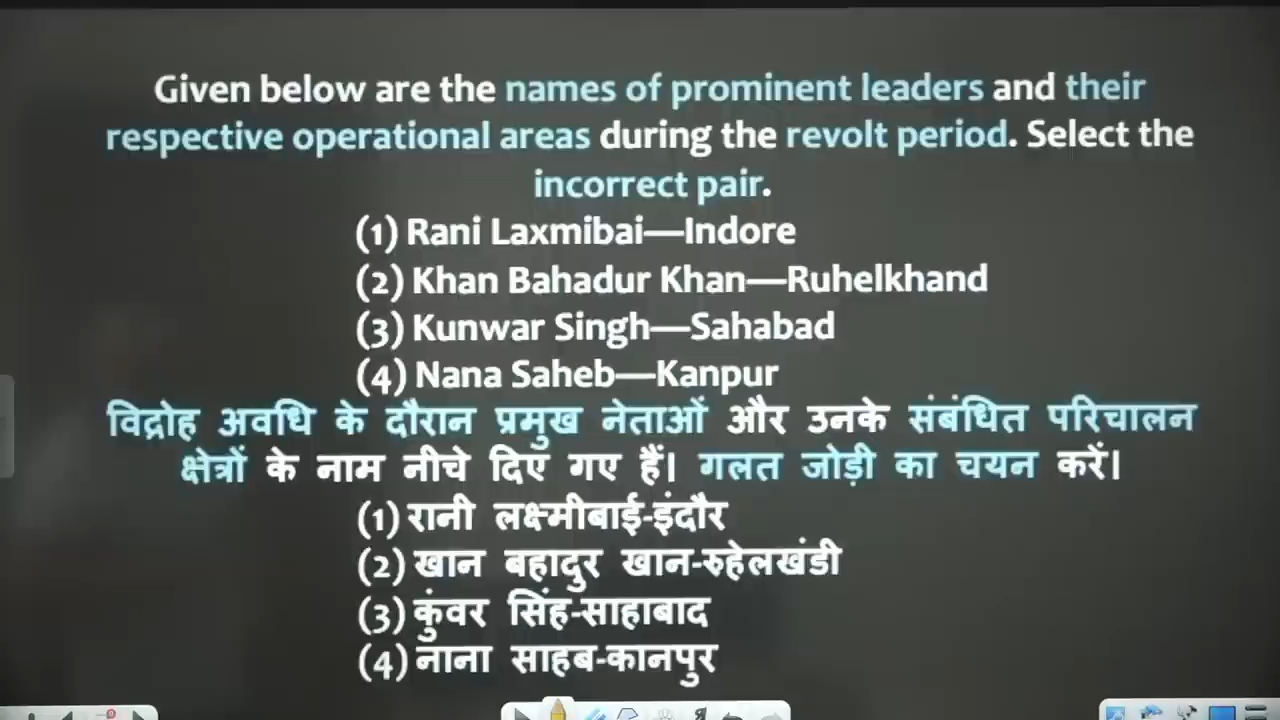 Given below are the names of prominent leaders and their
respective operational areas during the revolt period. Select the
incorrect pair.
(1) Rani Laxmibai—Indore
(2) Khan Bahadur Khan—Ruhelkhand
(3) Kunwar Singh—Sahabad
(4) Nana Saheb—Kanpur
विद्रोह अवधि के दौरान प्रमुख नेताओं और उनके संबंधित परिचालन
क्षेत्रों के नाम नीचे दिए गए हैं। गलत जोड़ी का चयन करें।
(1) रानी लक्ष्मीबाई-इंदौर
(2) खान बहादुर खान-रुहेलखंडी
(3) कुंवर सिंह-साहाबाद
(4) नाना साहब-कानपुर